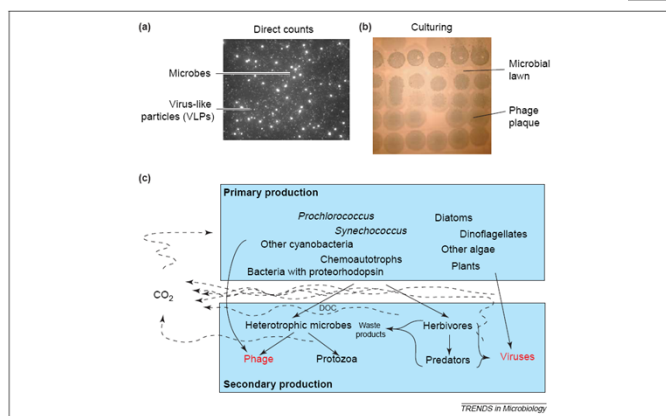 (a)
Direct counts
Microbes
Virus-like
particles (VLPs)
(b)
Culturing
Microbial
lawn
Phage
plaque
(c)
Primary production
Prochlorococcus
Synechococcus
Other cyanobacteria
Chemoautotrophs
Bacteria with proteorhodopsin
Diatoms
Dinoflagellates
Other algae
Plants
CO2
DOC
Heterotrophic microbes
Waste
products
Herbivores
Phage
Protozoa
Predators
Viruses
Secondary production
TRENDS in Microbiology